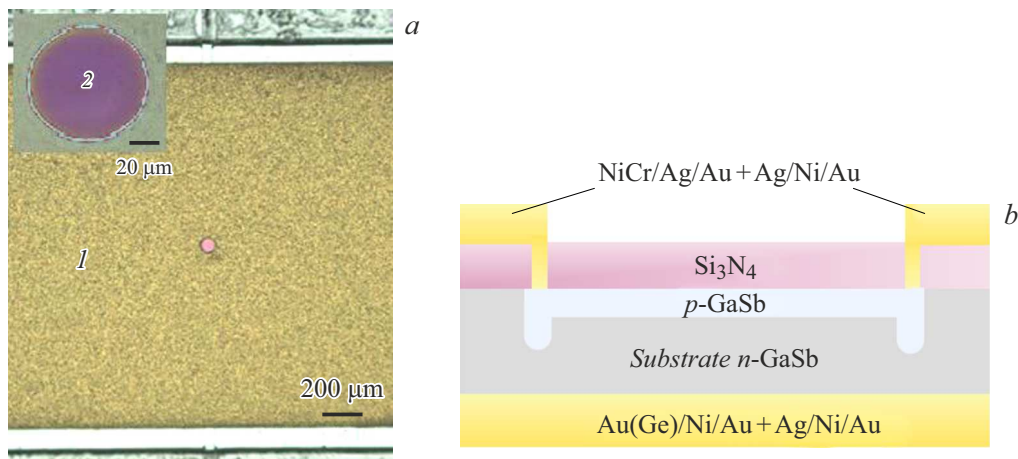 a
2
20 μm
1
200 μm
NiCr/Ag/Au + Ag/Ni/Au
b
Si₃N₄
p-GaSb
Substrate n-GaSb
Au(Ge)/Ni/Au + Ag/Ni/Au